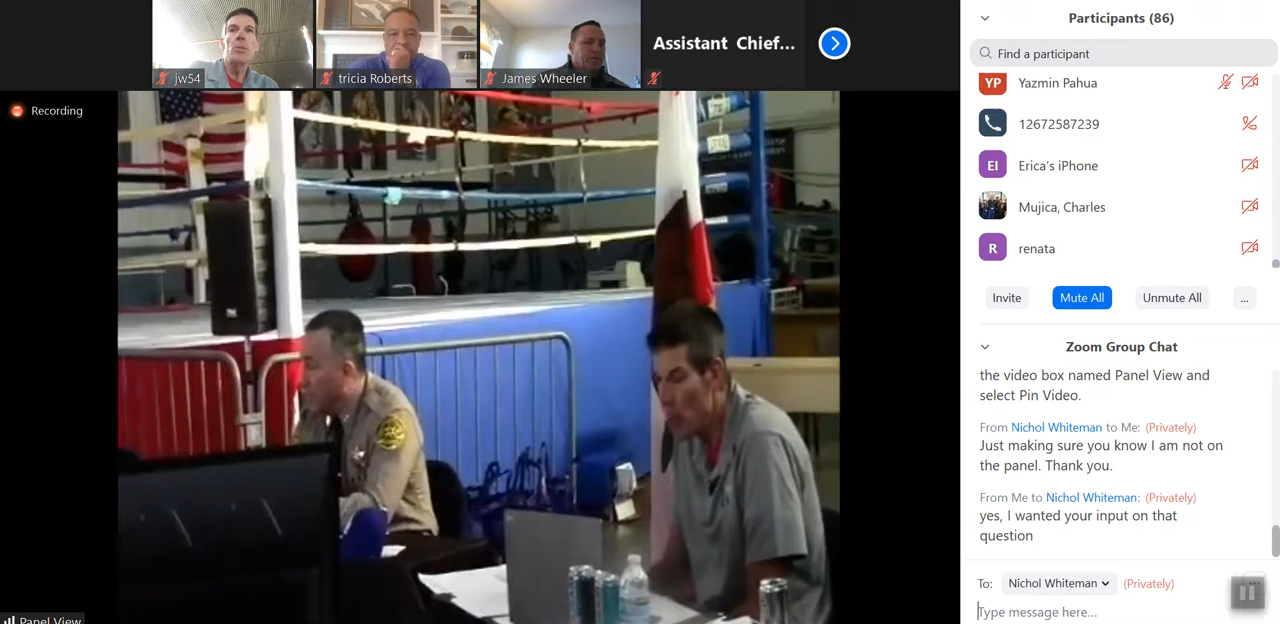 jw54
tricia Roberts
James Wheeler
Assistant Chief...
Recording
Panel View
Participants (86)
Find a participant
YP Yazmin Pahua
12672587239
EI Erica's iPhone
Mujica, Charles
R renata
Invite
Mute All
Unmute All
...
Zoom Group Chat
the video box named Panel View and
select Pin Video.
From Nichol Whiteman to Me: (Privately)
Just making sure you know I am not on
the panel. Thank you.
From Me to Nichol Whiteman: (Privately)
yes, I wanted your input on that
question
To: Nichol Whiteman (Privately)
Type message here...